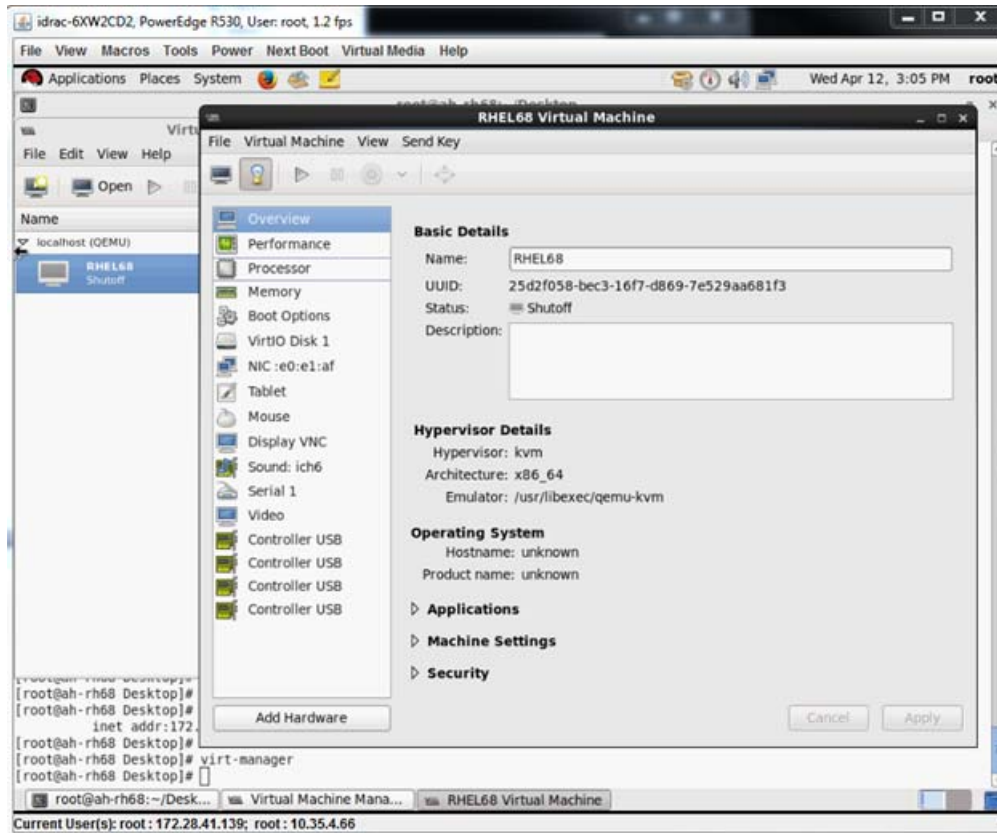 idrac-6XW2CD2, PowerEdge R530, User: root, 1.2 fps
File View Macros Tools Power Next Boot Virtual Media Help
Applications Places System
Wed Apr 12, 3:05 PM root
RHEL68 Virtual Machine
File Edit View Help
Open
Name
localhost (QEMU)
RHEL68
Shutoff
File Virtual Machine View Send Key
Overview
Performance
Processor
Memory
Boot Options
VirtIO Disk 1
NIC :e0:e1:af
Tablet
Mouse
Display VNC
Sound: ich6
Serial 1
Video
Controller USB
Controller USB
Controller USB
Controller USB
Add Hardware
Basic Details
Name: RHEL68
UUID: 25d2f058-bec3-16f7-d869-7e529aa681f3
Status: Shutoff
Description:
Hypervisor Details
Hypervisor: kvm
Architecture: x86_64
Emulator: /usr/libexec/qemu-kvm
Operating System
Hostname: unknown
Product name: unknown
Applications
Machine Settings
Security
Cancel Apply
[root@ah-rh68 Desktop]#
[root@ah-rh68 Desktop]#
inet addr:172.
[root@ah-rh68 Desktop]#
[root@ah-rh68 Desktop]# virt-manager
[root@ah-rh68 Desktop]#
root@ah-rh68:~/Desk... Virtual Machine Mana... RHEL68 Virtual Machine
Current User(s): root : 172.28.41.139; root : 10.35.4.66